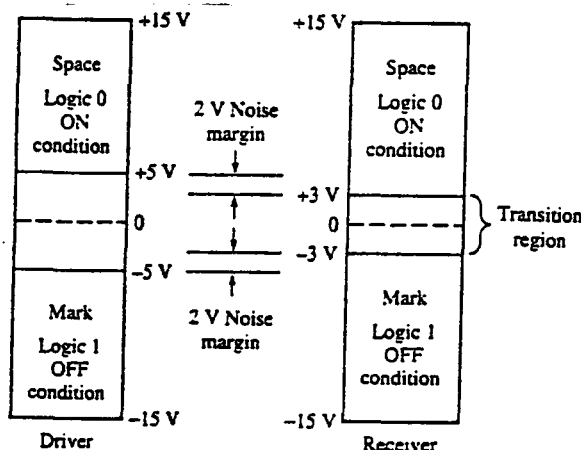 +15 V
Space
Logic 0
ON
condition
+5 V
0
–5 V
Mark
Logic 1
OFF
condition
–15 V
Driver
2 V Noise
margin
2 V Noise
margin
+15 V
Space
Logic 0
ON
condition
+3 V
0
–3 V
Transition
region
Mark
Logic 1
OFF
condition
–15 V
Receiver